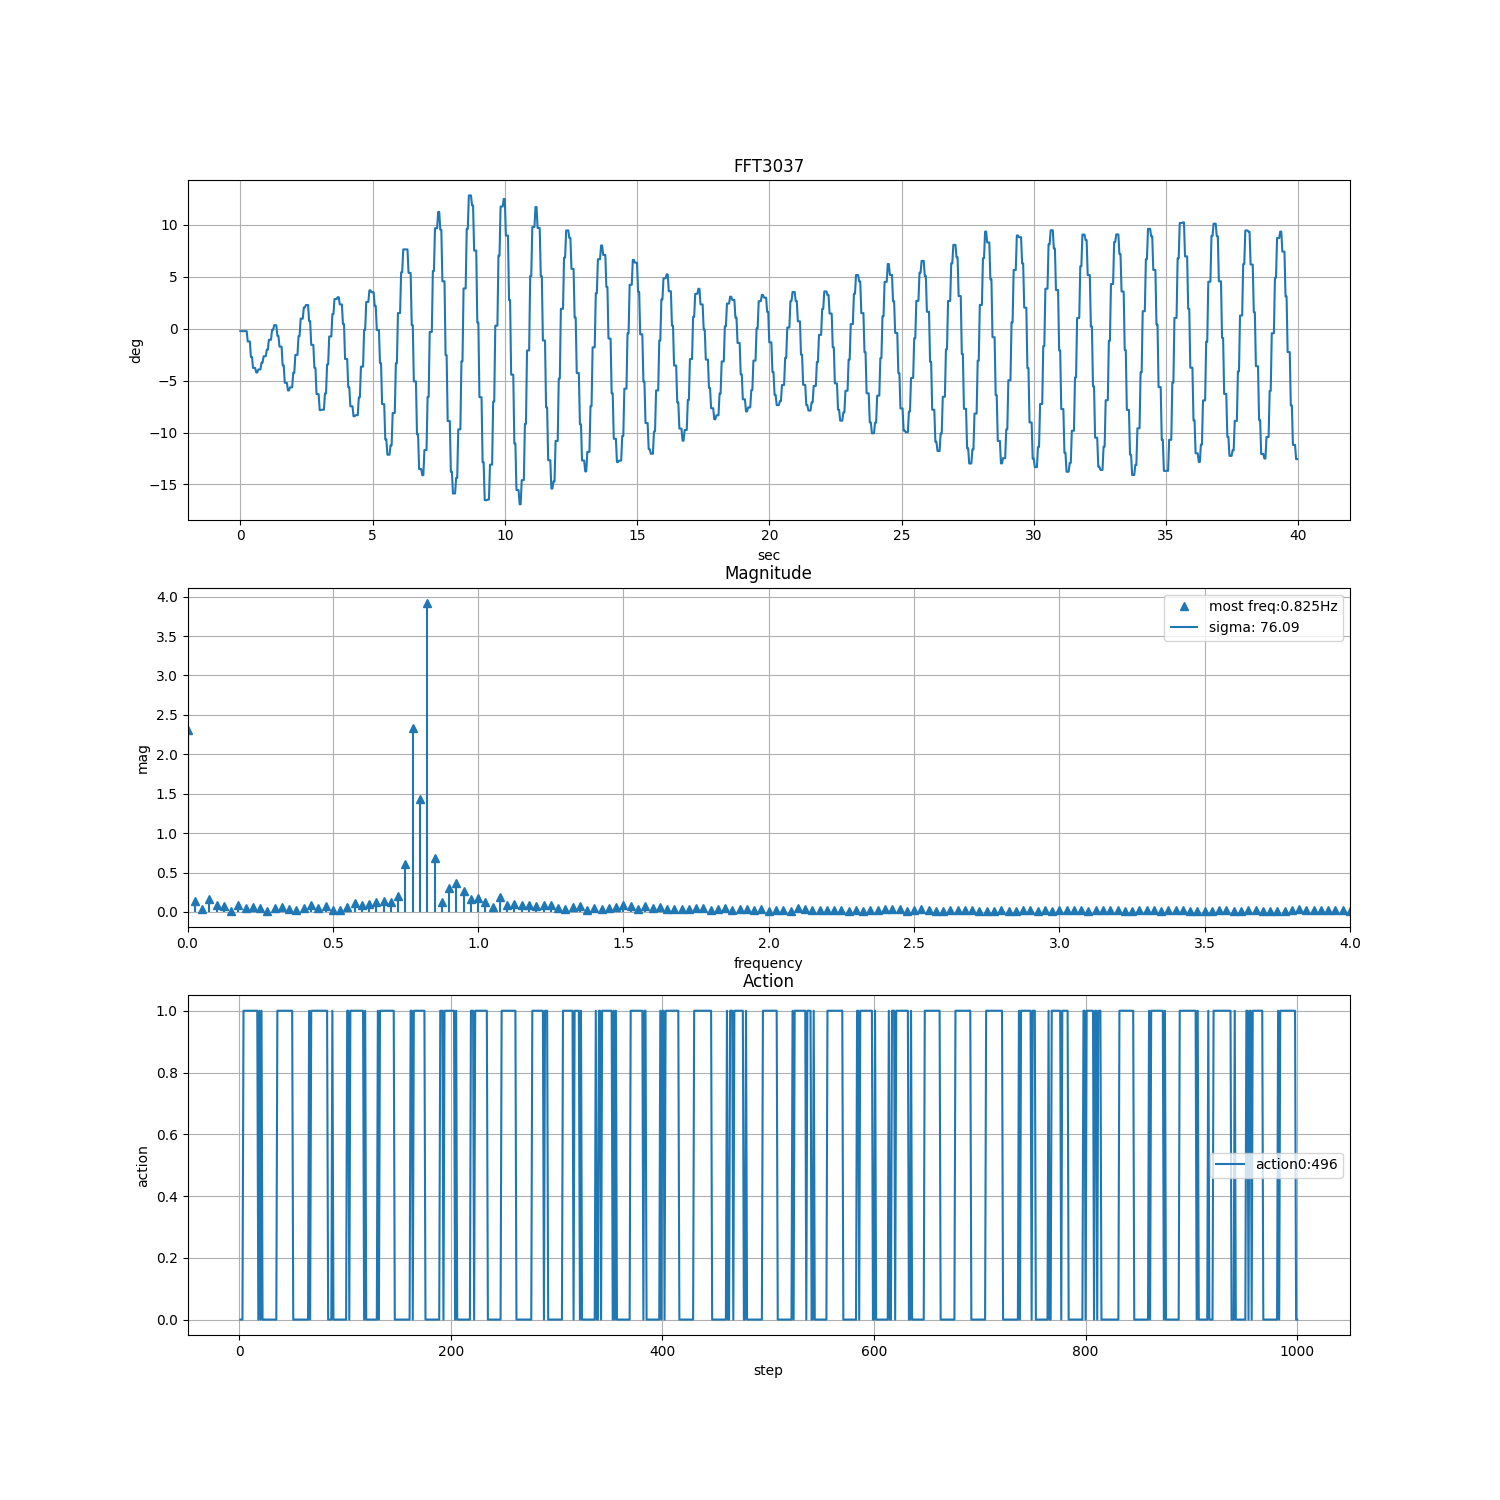 FFT3037
10
5
0
−5
−10
−15
deg
0 5 10 15 20 25 30 35 40
sec
Magnitude
4.0
3.5
3.0
2.5
2.0
1.5
1.0
0.5
0.0
mag
most freq:0.825Hz
sigma: 76.09
0.0 0.5 1.0 1.5 2.0 2.5 3.0 3.5 4.0
frequency
Action
1.0
0.8
0.6
0.4
0.2
0.0
action
action0:496
0 200 400 600 800 1000
step